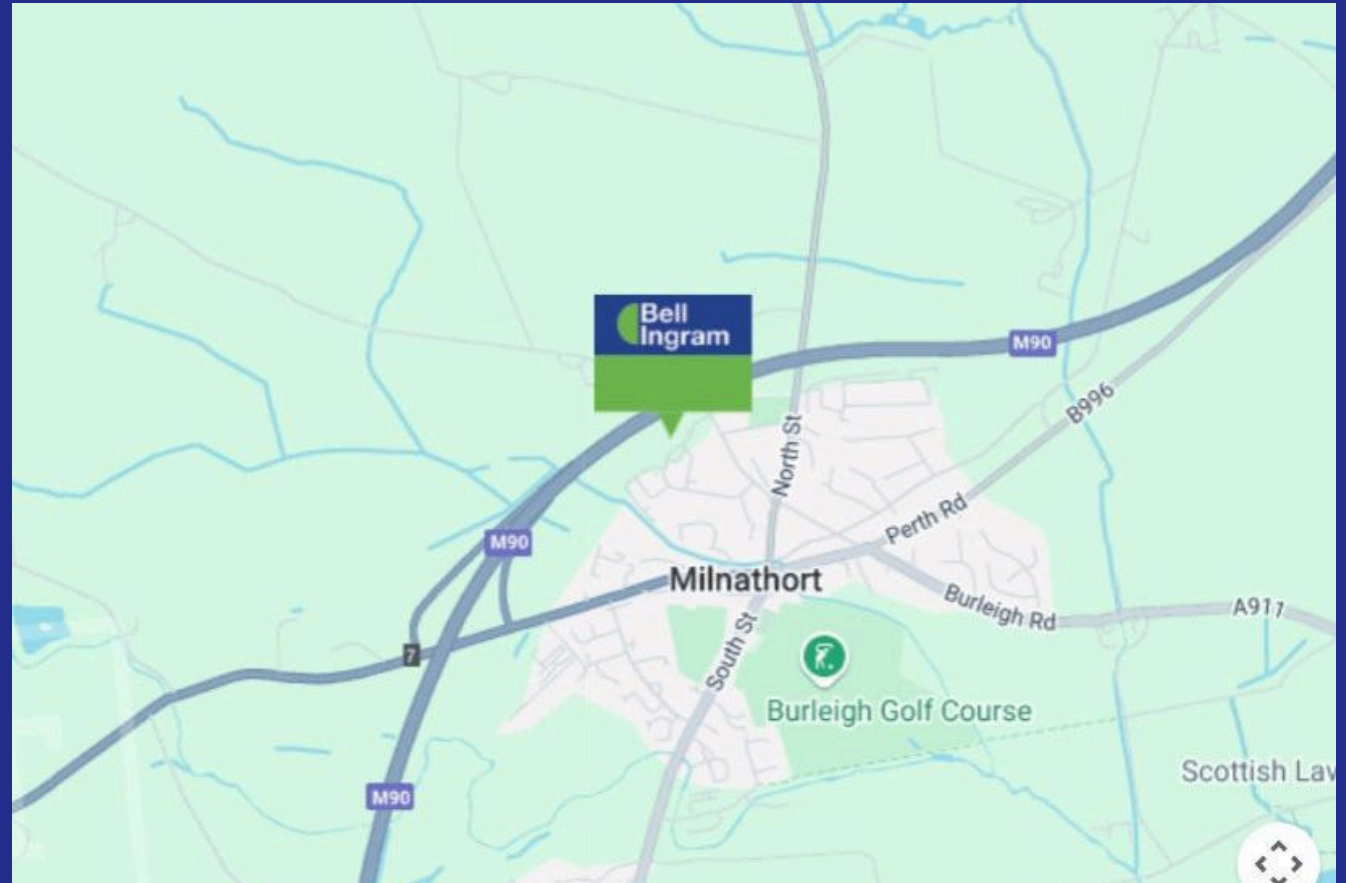 Bell
Ingram
M90
B996
North St
Perth Rd
M90
Milnathort
Burleigh Rd
A911
7
South St
Burleigh Golf Course
Scottish Lav
M90